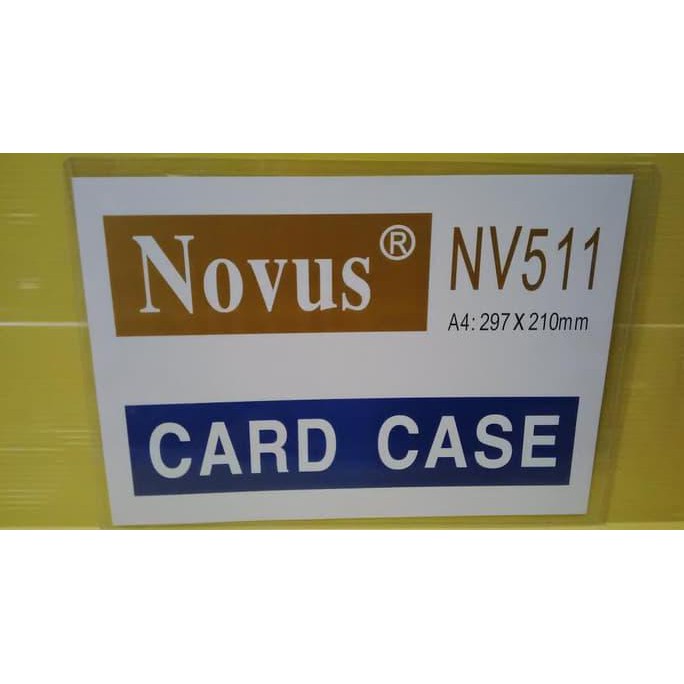 Novus®
NV511
A4: 297 X 210mm
CARD CASE